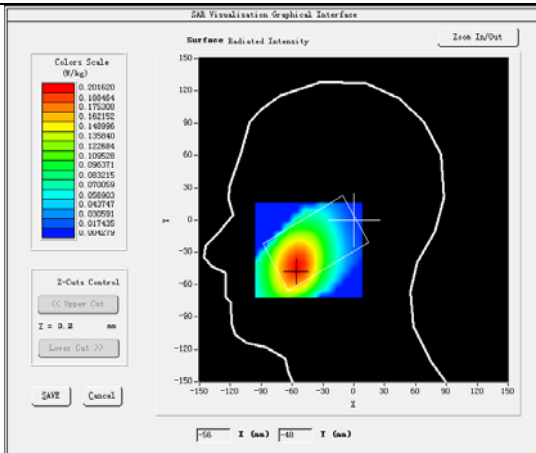 SAR Visualisation Graphical Interface
Surface Radiated Intensity
Zoom In/Out
Colors Scale
(W/kg)
0.201620
0.188464
0.175308
0.162152
0.148996
0.135840
0.122684
0.109528
0.096371
0.083215
0.070059
0.056903
0.043747
0.030591
0.017435
0.004279
150
120
90
60
30
0
-30
-60
-90
-120
-150
Y
-150 -120 -90 -60 -30 0 30 60 90 120 150
X
Z-Cuts Control
<< Upper Cut
Z = 3.2 mm
Lower Cut >>
SAVE Cancel
-56 X (mm) -48 Y (mm)